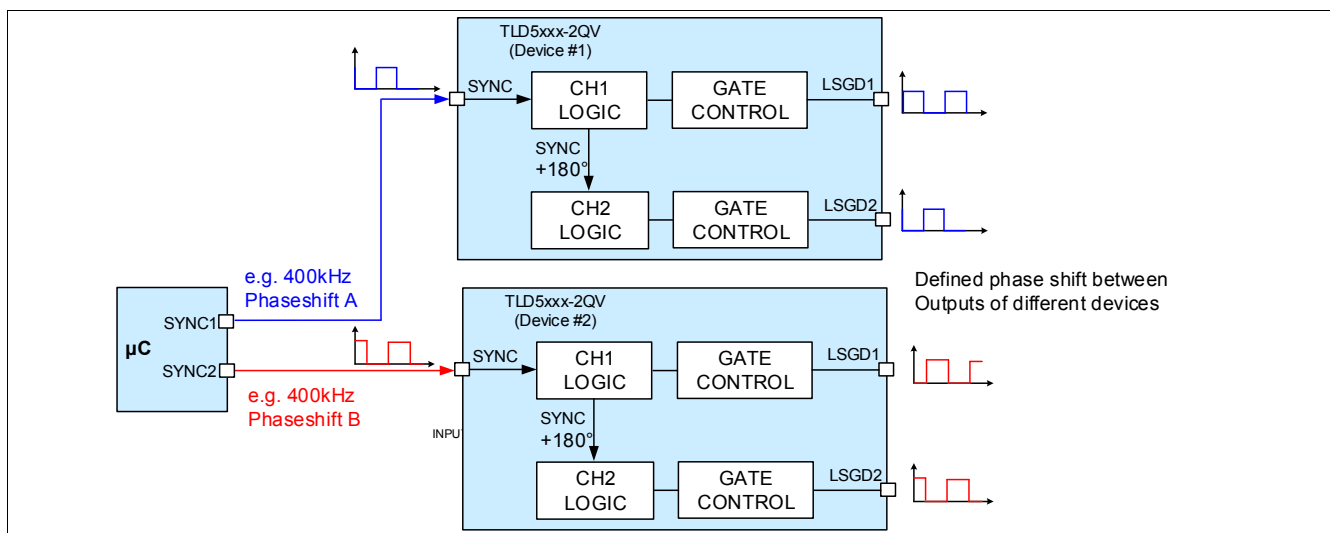 TLD5xxx-2QV
(Device #1)
SYNC
CH1
LOGIC
GATE
CONTROL
LSGD1
SYNC
+180°
CH2
LOGIC
GATE
CONTROL
LSGD2
e.g. 400kHz
Phaseshift A
µC
SYNC1
SYNC2
e.g. 400kHz
Phaseshift B
Defined phase shift between
Outputs of different devices
TLD5xxx-2QV
(Device #2)
SYNC
CH1
LOGIC
GATE
CONTROL
LSGD1
INPUT
SYNC
+180°
CH2
LOGIC
GATE
CONTROL
LSGD2